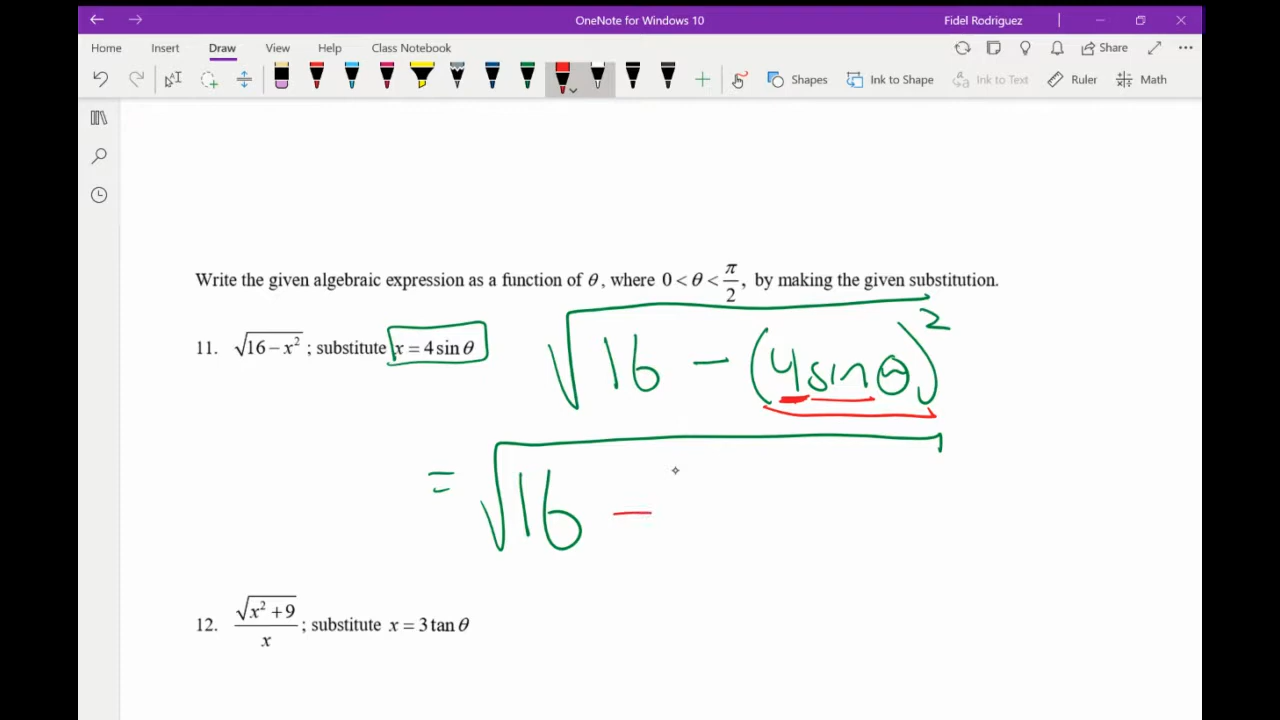 OneNote for Windows 10
Fidel Rodriguez
Home Insert Draw View Help Class Notebook Share
Shapes Ink to Shape Ink to Text Ruler Math
Write the given algebraic expression as a function of θ, where 0 < θ < π/2, by making the given substitution.
11. √(16 − x²) ; substitute x = 4 sin θ
√(16 − (4 sin θ)²)
= √(16 −
12. √(x² + 9)/x ; substitute x = 3 tan θ